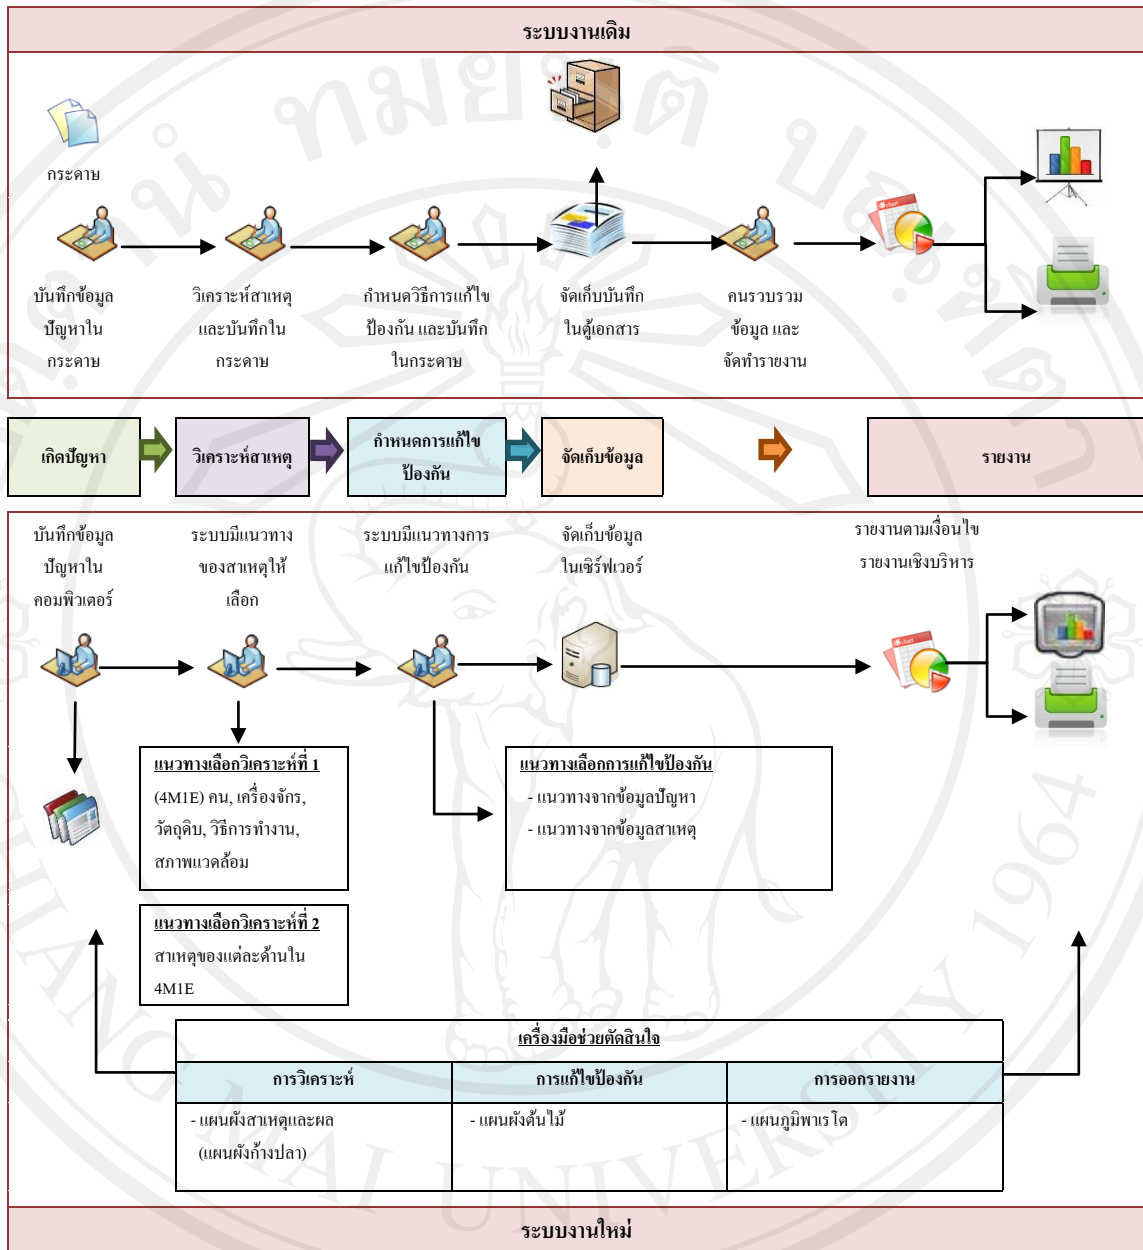 ระบบงานเดิม
กระดาษ
บันทึกข้อมูล
ปัญหาใน
กระดาษ
วิเคราะห์สาเหตุ
และบันทึกใน
กระดาษ
กำหนดวิธีการแก้ไข
ป้องกัน และบันทึก
ในกระดาษ
จัดเก็บบันทึก
ในตู้เอกสาร
คนรวบรวม
ข้อมูล และ
จัดทำรายงาน
เกิดปัญหา
วิเคราะห์สาเหตุ
กำหนดการแก้ไข
ป้องกัน
จัดเก็บข้อมูล
รายงาน
บันทึกข้อมูล
ปัญหาใน
คอมพิวเตอร์
ระบบมีแนวทาง
ของสาเหตุให้
เลือก
ระบบมีแนวทางการ
แก้ไขป้องกัน
จัดเก็บข้อมูล
ในเซิร์ฟเวอร์
รายงานตามเงื่อนไข
รายงานเชิงบริหาร
แนวทางเลือกวิเคราะห์ที่ 1
(4M1E) คน, เครื่องจักร,
วัตถุดิบ, วิธีการทำงาน,
สภาพแวดล้อม
แนวทางเลือกการแก้ไขป้องกัน
- แนวทางจากข้อมูลปัญหา
- แนวทางจากข้อมูลสาเหตุ
แนวทางเลือกวิเคราะห์ที่ 2
สาเหตุของแต่ละด้านใน
4M1E
เครื่องมือช่วยตัดสินใจ
การวิเคราะห์
การแก้ไขป้องกัน
การออกรายงาน
- แผนผังสาเหตุและผล
(แผนผังก้างปลา)
- แผนผังต้นไม้
- แผนภูมิพาเรโต
ระบบงานใหม่
CHIANG MAI UNIVERSITY 1964